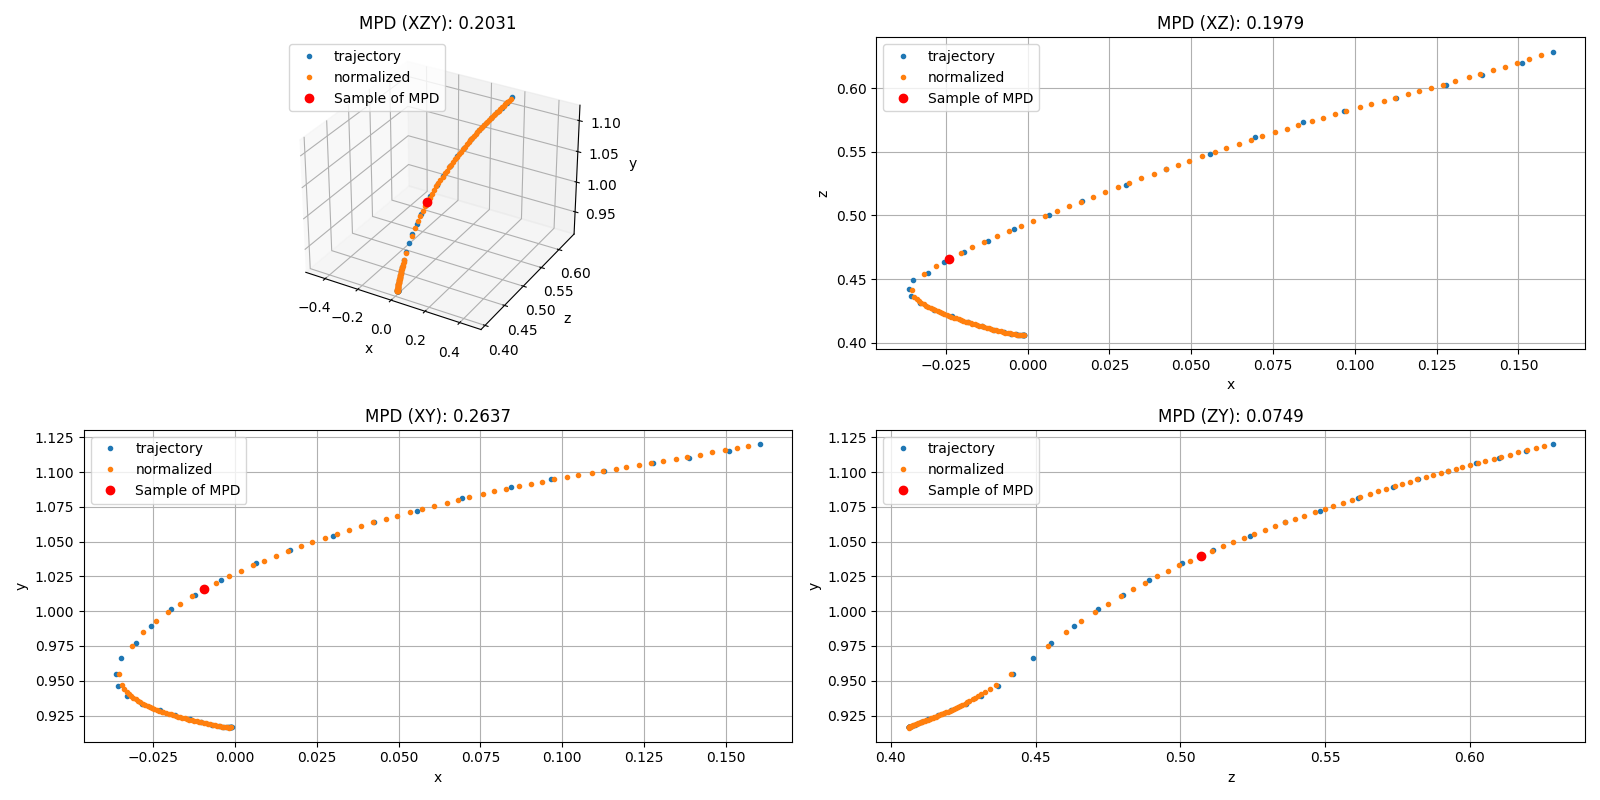 MPD (XZY): 0.2031
trajectory
normalized
Sample of MPD
1.10
1.05
1.00
0.95
y
0.60
0.55
0.50
0.45
0.40
z
−0.4
−0.2
0.0
0.2
0.4
x
MPD (XZ): 0.1979
trajectory
normalized
Sample of MPD
0.60
0.55
0.50
0.45
0.40
z
−0.025 0.000 0.025 0.050 0.075 0.100 0.125 0.150
x
MPD (XY): 0.2637
trajectory
normalized
Sample of MPD
1.125
1.100
1.075
1.050
1.025
1.000
0.975
0.950
0.925
y
−0.025 0.000 0.025 0.050 0.075 0.100 0.125 0.150
x
MPD (ZY): 0.0749
trajectory
normalized
Sample of MPD
1.125
1.100
1.075
1.050
1.025
1.000
0.975
0.950
0.925
y
0.40 0.45 0.50 0.55 0.60
z